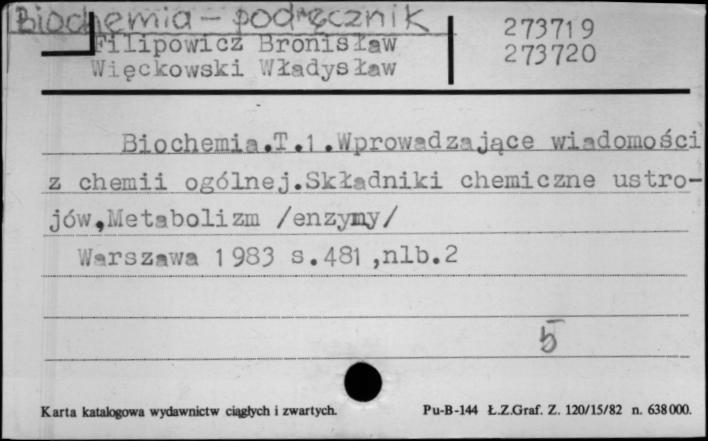 Biochemia - podręcznik
Filipowicz Bronisław
Więckowski Władysław
273719
273720
Biochemia.T.1.Wprowadzające wiadomości
z chemii ogólnej.Składniki chemiczne ustro-
jów,Metabolizm /enzymy/
Warszawa 1983 s.481,nlb.2
5
Karta katalogowa wydawnictw ciągłych i zwartych.
Pu-B-144 Ł.Z.Graf. Z. 120/15/82 n. 638000.